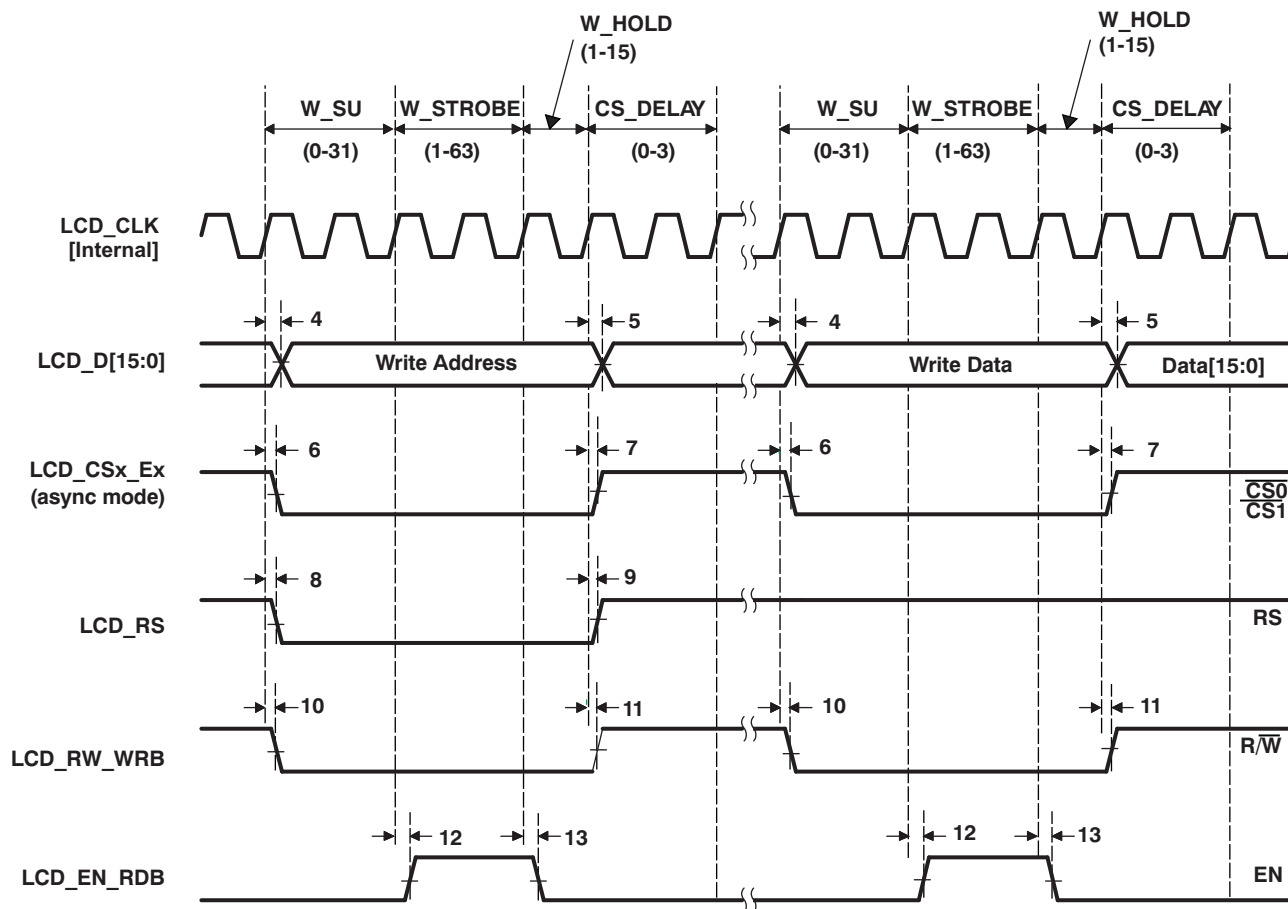 W_HOLD
(1-15)
W_HOLD
(1-15)
W_SU W_STROBE CS_DELAY W_SU W_STROBE CS_DELAY
(0-31) (1-63) (0-3) (0-31) (1-63) (0-3)
LCD_CLK
[Internal]
4 5 4 5
LCD_D[15:0] Write Address Write Data Data[15:0]
6 7 6 7
LCD_CSx_Ex
(async mode)
CS0
CS1
8 9
LCD_RS RS
10 11 10 11
LCD_RW_WRB R/W
12 13 12 13
LCD_EN_RDB EN